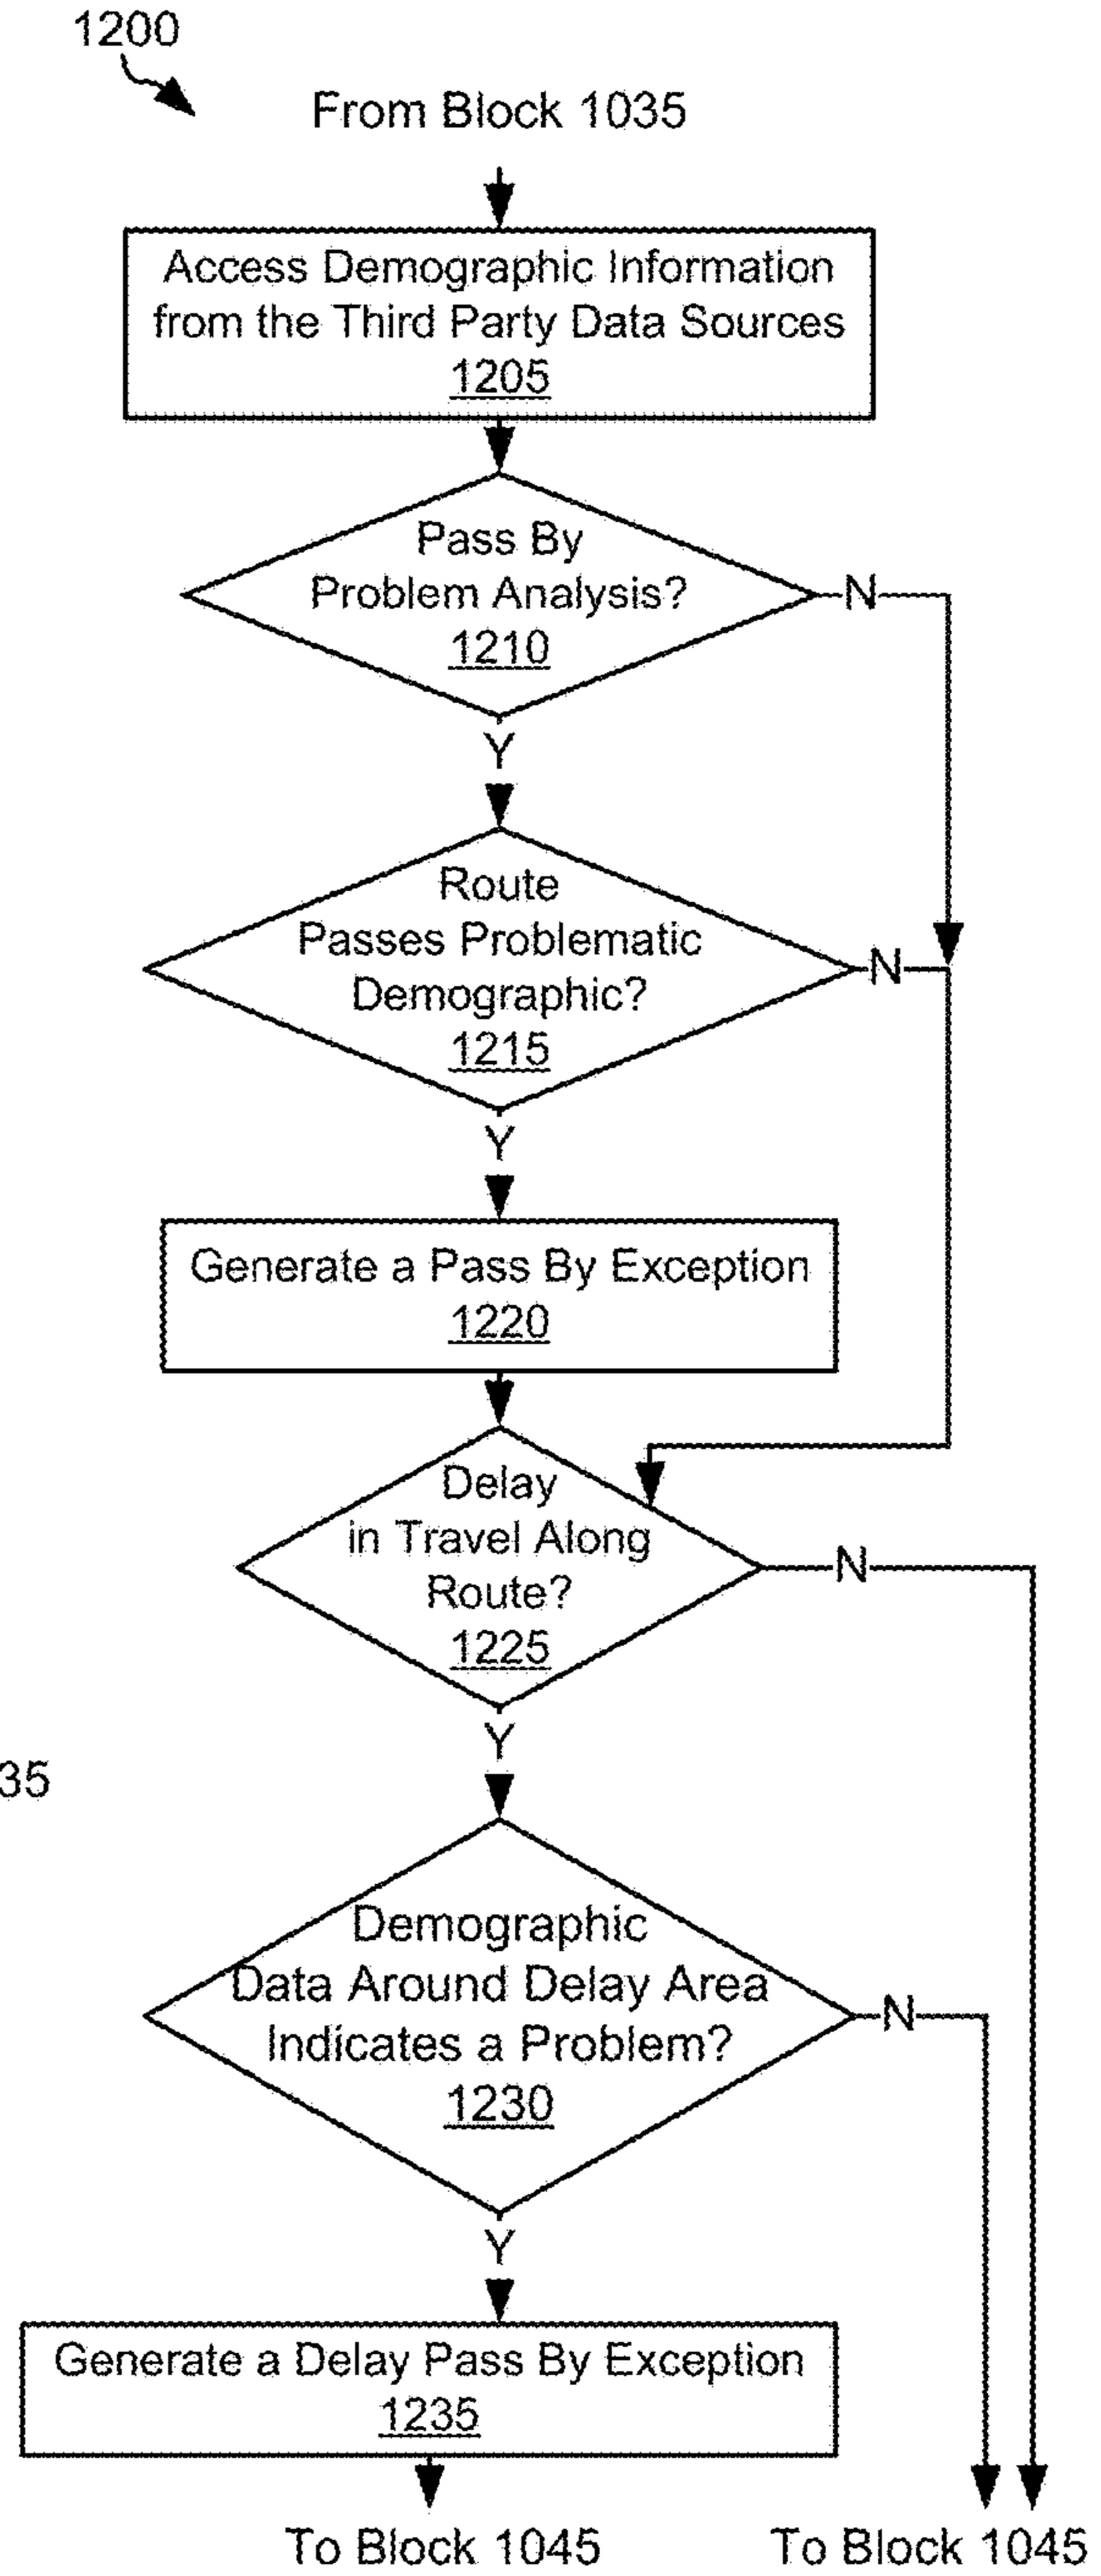 1200
From Block 1035
Access Demographic Information
from the Third Party Data Sources
1205
Pass By
Problem Analysis?
1210
N
Y
Route
Passes Problematic
Demographic?
1215
N
Y
Generate a Pass By Exception
1220
Delay
in Travel Along
Route?
1225
N
Y
35
Demographic
Data Around Delay Area
Indicates a Problem?
1230
N
Y
Generate a Delay Pass By Exception
1235
To Block 1045
To Block 1045